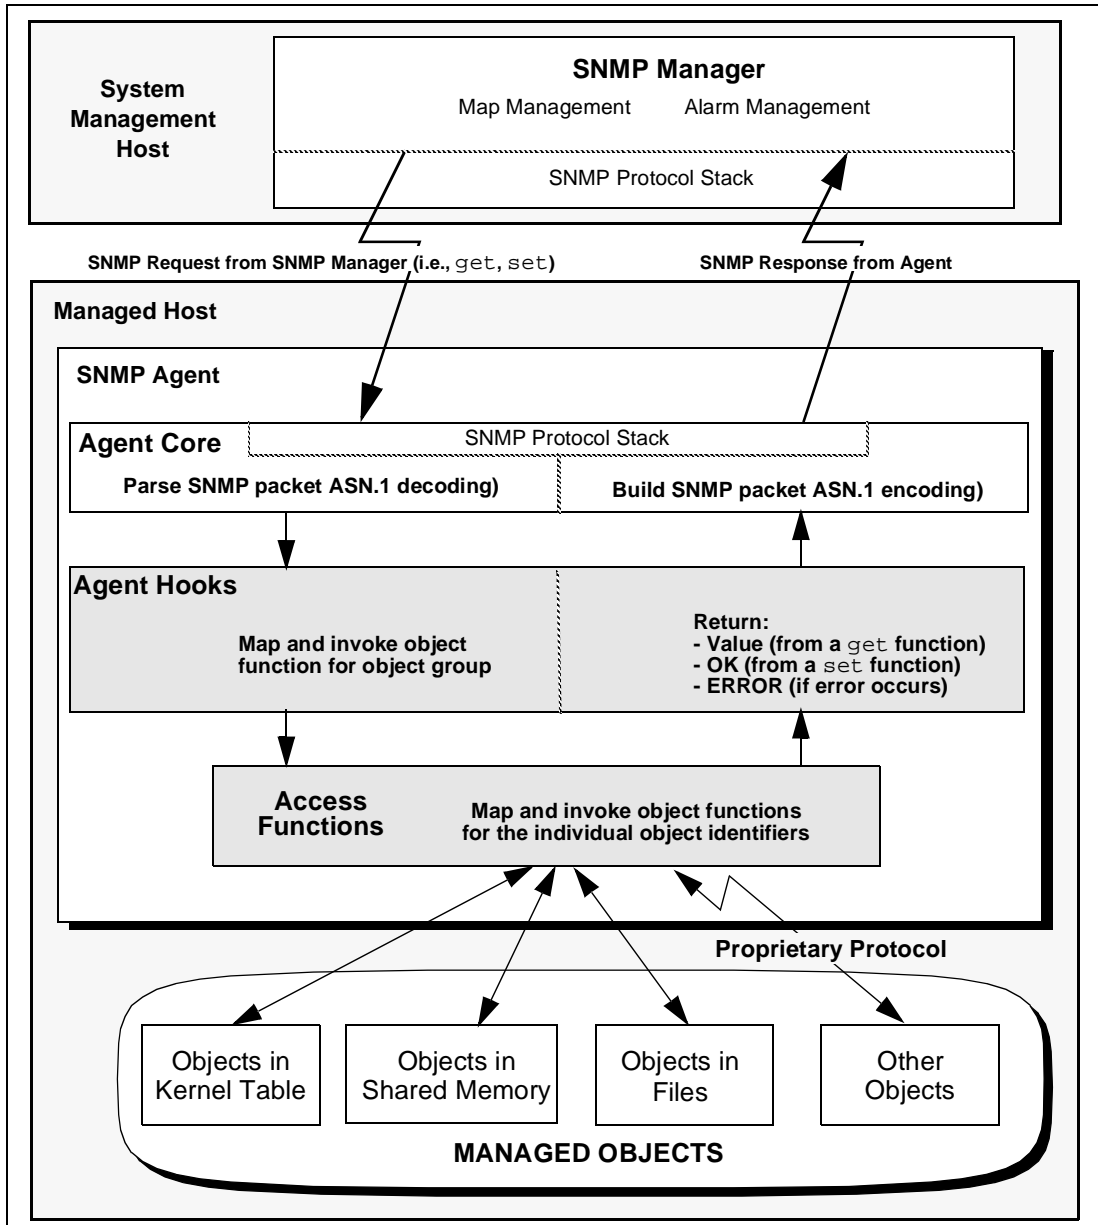 System
Management
Host
SNMP Manager
Map Management Alarm Management
SNMP Protocol Stack
SNMP Request from SNMP Manager (i.e., get, set)
SNMP Response from Agent
Managed Host
SNMP Agent
Agent Core
SNMP Protocol Stack
Parse SNMP packet ASN.1 decoding)
Build SNMP packet ASN.1 encoding)
Agent Hooks
Map and invoke object
function for object group
Return:
- Value (from a get function)
- OK (from a set function)
- ERROR (if error occurs)
Access
Functions
Map and invoke object functions
for the individual object identifiers
Proprietary Protocol
Objects in
Kernel Table
Objects in
Shared Memory
Objects in
Files
Other
Objects
MANAGED OBJECTS